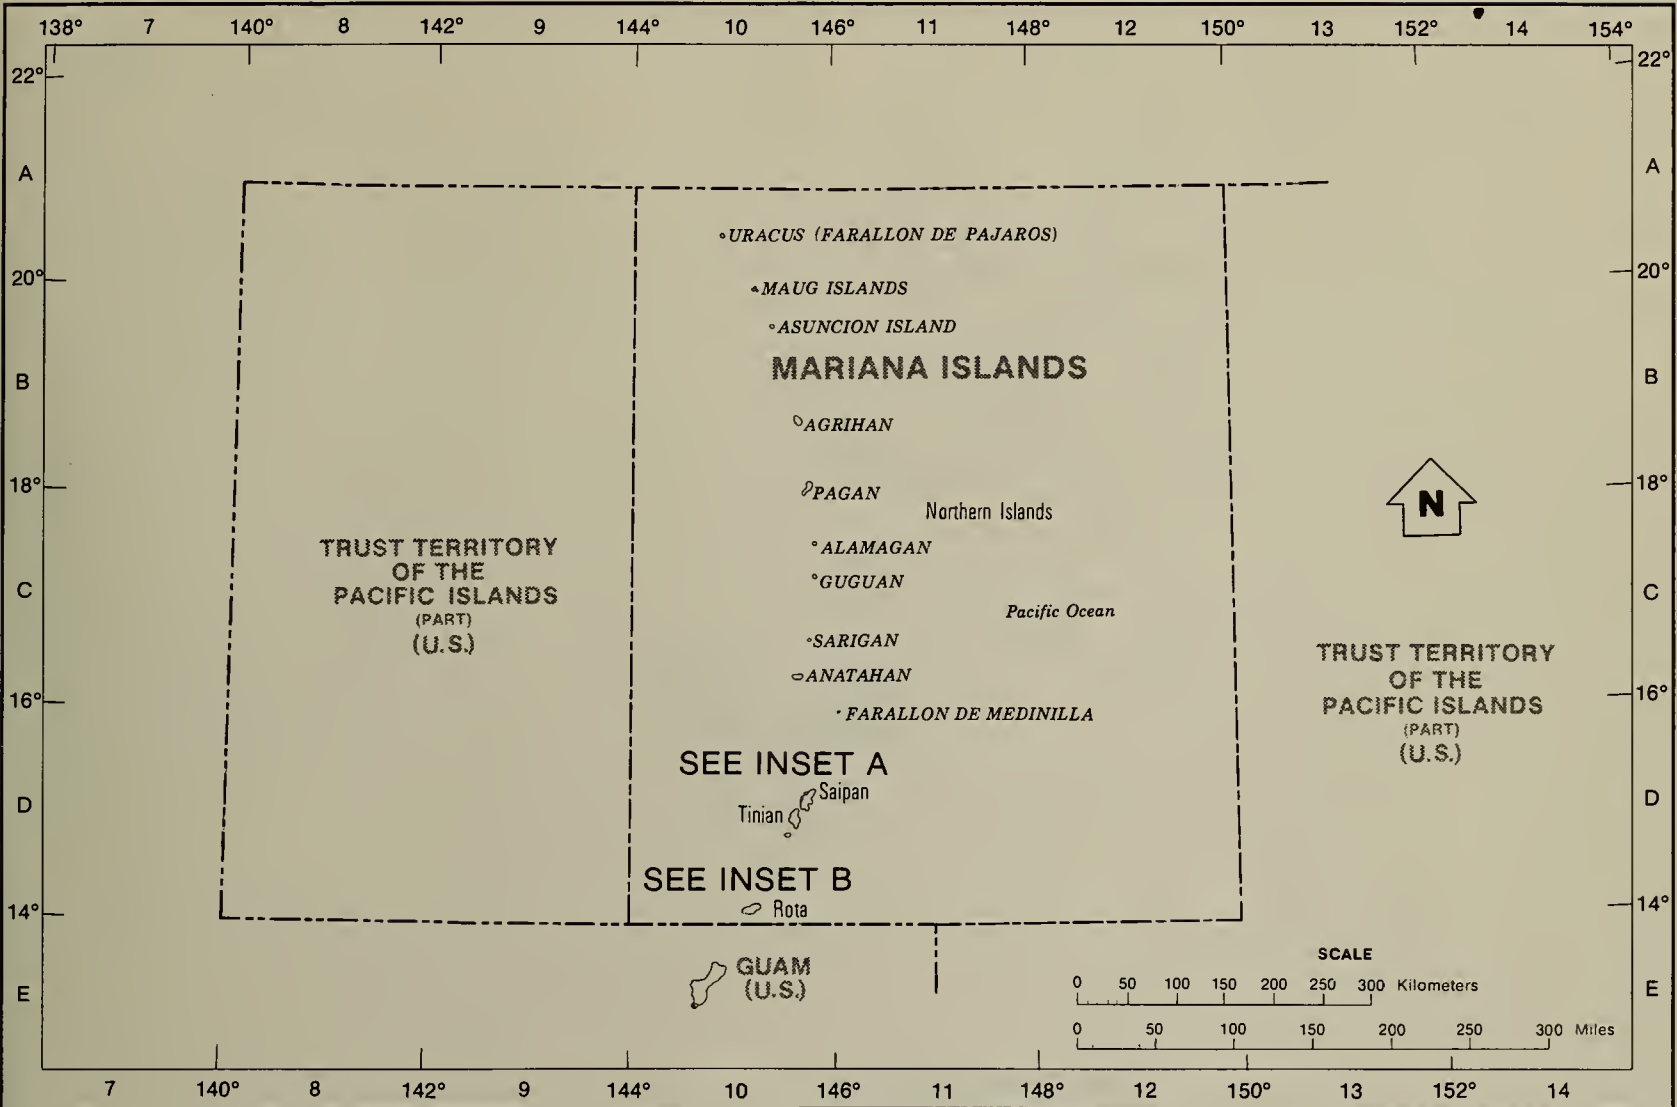 138° 7 140° 8 142° 9 144° 10 146° 11 148° 12 150° 13 152° 14 154°
22° 22°
A A
URACUS (FARALLON DE PAJAROS)
20° 20°
MAUG ISLANDS
ASUNCION ISLAND
MARIANA ISLANDS
B B
AGRIHAN
18° 18°
PAGAN
N
Northern Islands
TRUST TERRITORY
OF THE
PACIFIC ISLANDS
(PART)
(U.S.)
ALAMAGAN
GUGUAN
C C
Pacific Ocean
SARIGAN
ANATAHAN
TRUST TERRITORY
OF THE
PACIFIC ISLANDS
(PART)
(U.S.)
16° 16°
FARALLON DE MEDINILLA
SEE INSET A
Saipan
D D
Tinian
SEE INSET B
14° 14°
Rota
GUAM
(U.S.)
SCALE
E E
0 50 100 150 200 250 300 Kilometers
0 50 100 150 200 250 300 Miles
7 140° 8 142° 9 144° 10 146° 11 148° 12 150° 13 152° 14